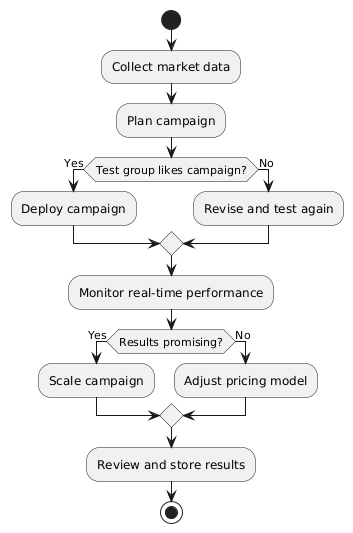 Collect market data
Plan campaign
Yes
Test group likes campaign?
No
Deploy campaign
Revise and test again
Monitor real-time performance
Yes
Results promising?
No
Scale campaign
Adjust pricing model
Review and store results